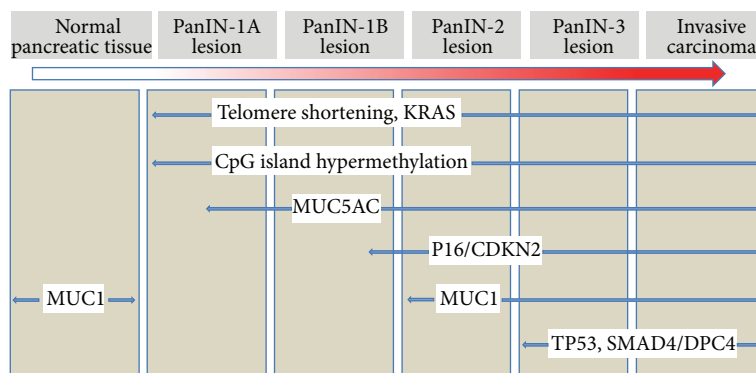 Normal
pancreatic tissue
PanIN-1A
lesion
PanIN-1B
lesion
PanIN-2
lesion
PanIN-3
lesion
Invasive
carcinoma
Telomere shortening, KRAS
CpG island hypermethylation
MUC5AC
P16/CDKN2
MUC1
MUC1
TP53, SMAD4/DPC4